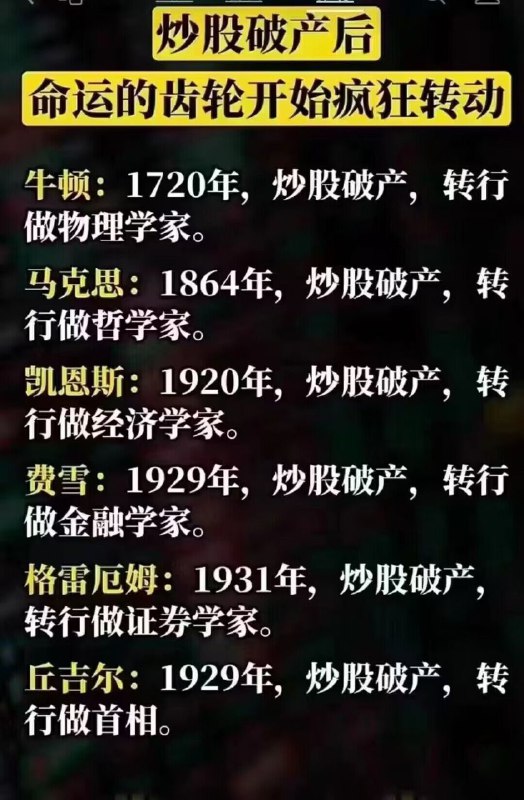 炒股破产后
命运的齿轮开始疯狂转动
牛顿：1720年，炒股破产，转行
做物理学家。
马克思：1864年，炒股破产，转
行做哲学家。
凯恩斯：1920年，炒股破产，转
行做经济学家。
费雪：1929年，炒股破产，转行
做金融学家。
格雷厄姆：1931年，炒股破产，
转行做证券学家。
丘吉尔：1929年，炒股破产，转
行做首相。